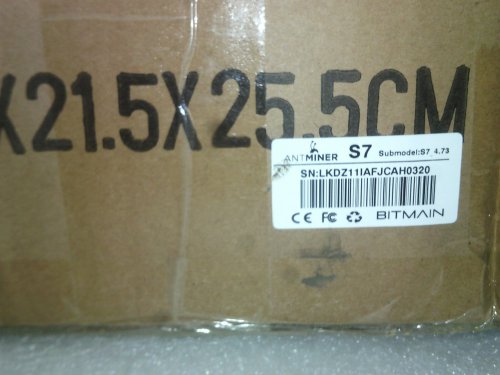 X21.5X25.5CM
ANTMINER S7 Submodel:S7 4.73
SN:LKDZ11IAFJCAH0320
CE FC BITMAIN